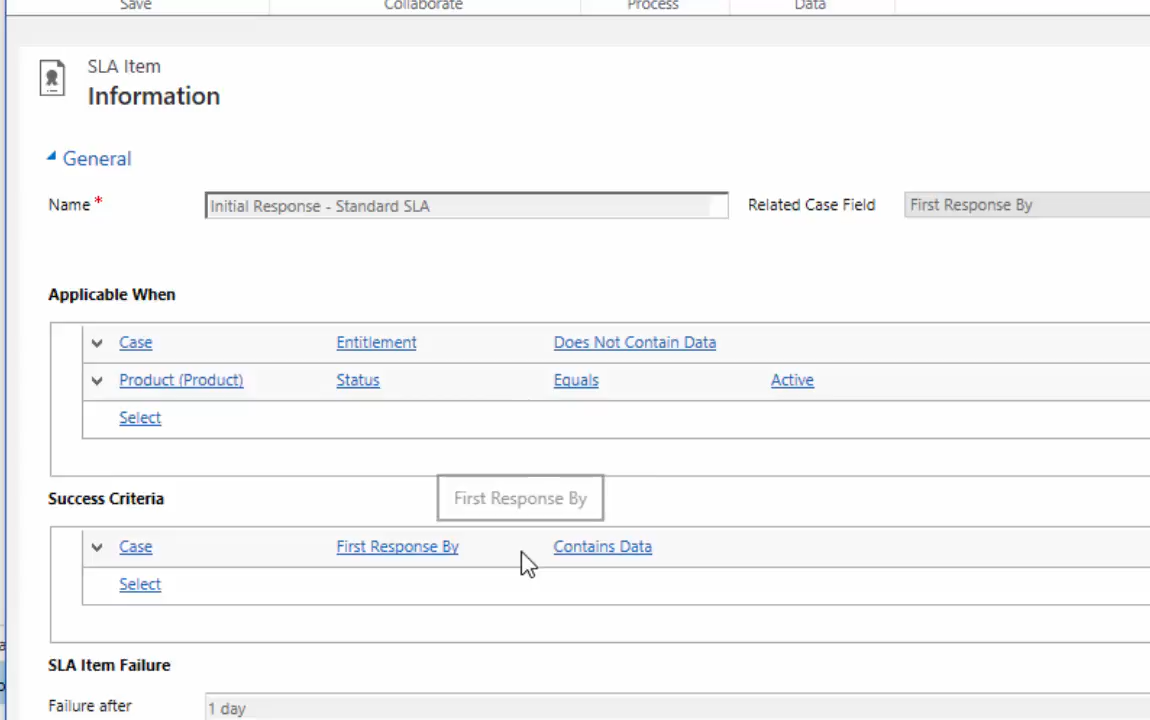 Save Collaborate Process Data
SLA Item
Information
General
Name * Initial Response - Standard SLA Related Case Field First Response By
Applicable When
Case Entitlement Does Not Contain Data
Product (Product) Status Equals Active
Select
Success Criteria First Response By
Case First Response By Contains Data
Select
SLA Item Failure
Failure after 1 day